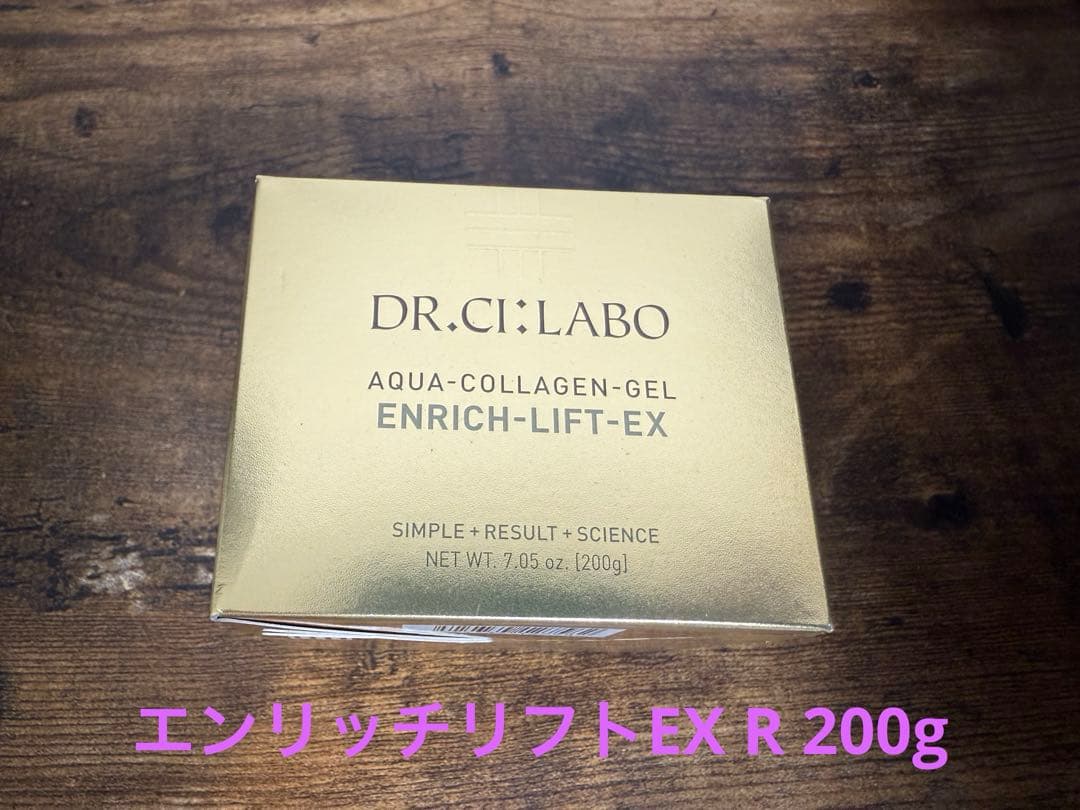 DR.CI:LABO
AQUA-COLLAGEN-GEL
ENRICH-LIFT-EX
SIMPLE+RESULT+SCIENCE
NET WT. 7.05 oz. [200g]
エンリッチリフトEX R 200g